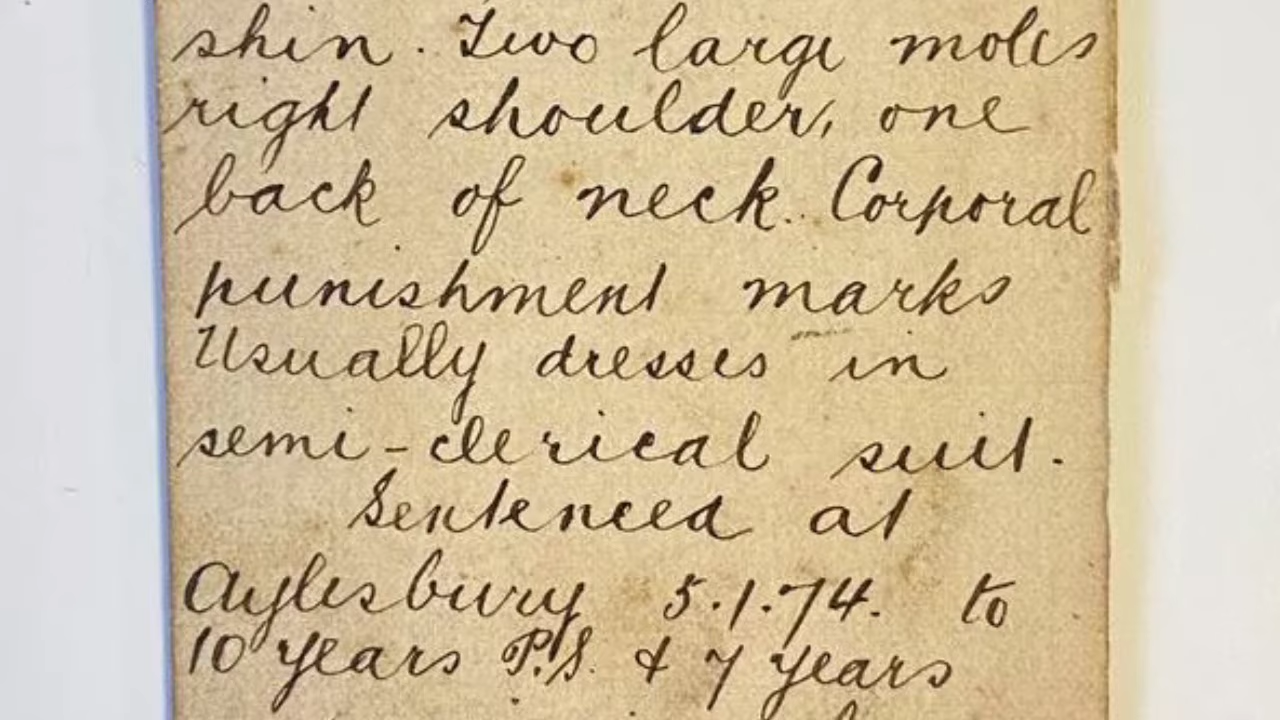 shin. Two large moles
right shoulder, one
back of neck. Corporal
punishment marks
Usually dresses in
semi-clerical suit.
Sentenced at
Aylesbury 5.1.74. to
10 years P.S. & 7 years